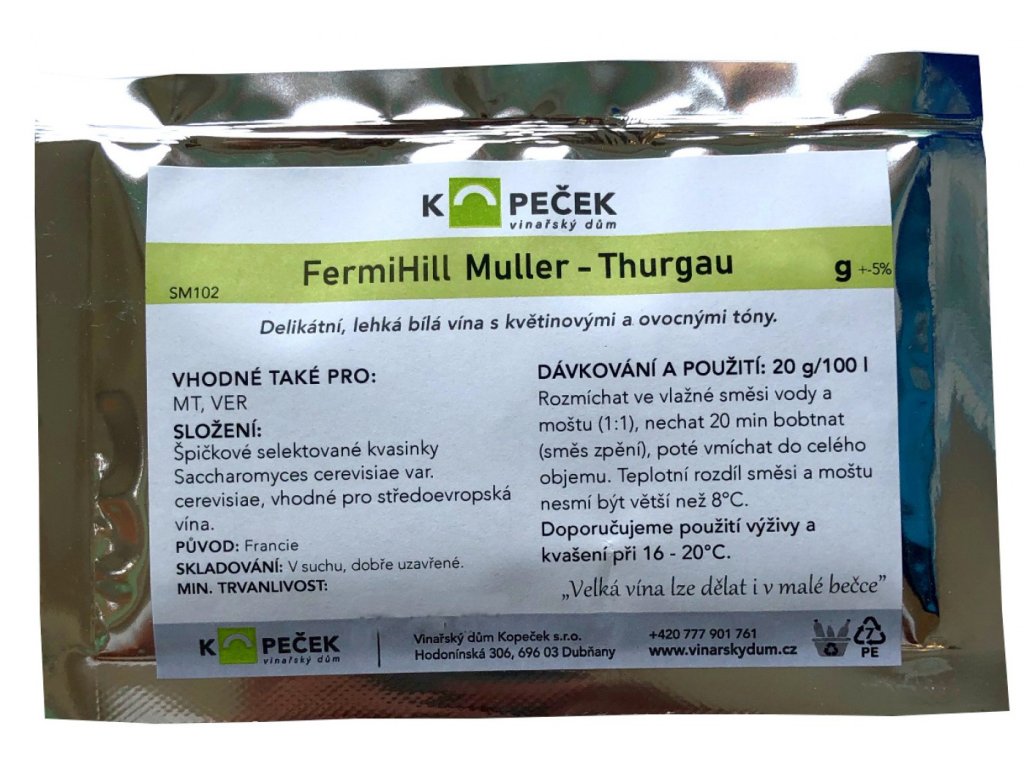 K PEČEK
vinařský dům
FermiHill Muller - Thurgau
g +-5%
SM102
Delikátní, lehká bílá vína s květinovými a ovocnými tóny.
VHODNÉ TAKÉ PRO:
MT, VER
SLOŽENÍ:
Špičkové selektované kvasinky
Saccharomyces cerevisiae var.
cerevisiae, vhodné pro středoevropská
vína.
PŮVOD: Francie
SKLADOVÁNÍ: V suchu, dobře uzavřené.
MIN. TRVANLIVOST:
DÁVKOVÁNÍ A POUŽITÍ: 20 g/100 l
Rozmíchat ve vlažné směsi vody a
moštu (1:1), nechat 20 min bobtnat
(směs zpění), poté vmíchat do celého
objemu. Teplotní rozdíl směsi a moštu
nesmí být větší než 8°C.
Doporučujeme použití výživy a
kvašení při 16 - 20°C.
„Velká vína lze dělat i v malé bečce”
K PEČEK
vinařský dům
Vinařský dům Kopeček s.r.o.
Hodonínská 306, 696 03 Dubňany
+420 777 901 761
www.vinarskydum.cz
7
PE